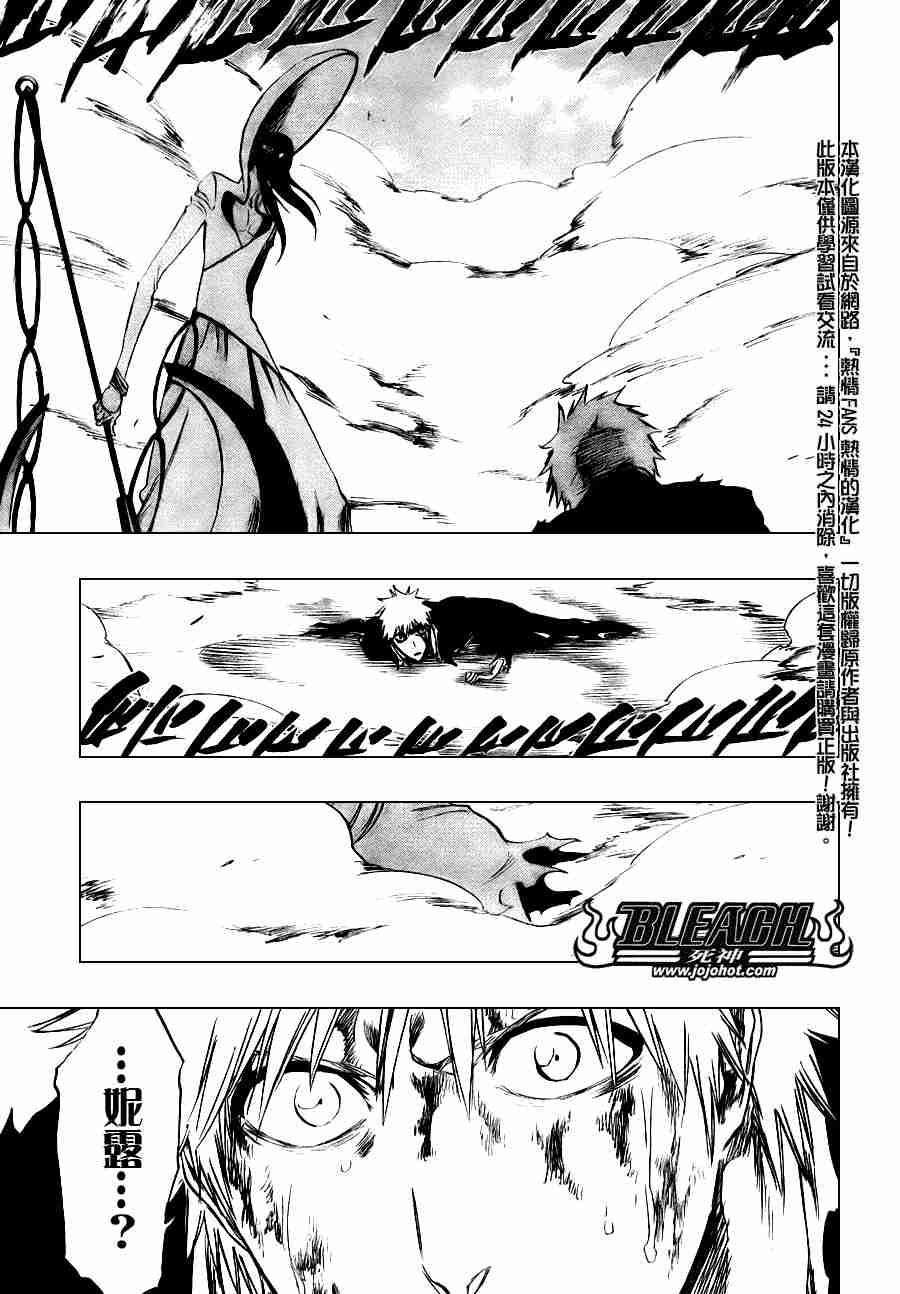 本漢化圖源來自於網路，『熱情FANS熱情的漢化』一切版權歸原作者與出版社擁有！
此版本僅供學習試看交流... 請24小時之內消除，喜歡這套漫畫請購買正版！謝謝。
BLEACH
死神
www.jojohot.com
…妮露…？